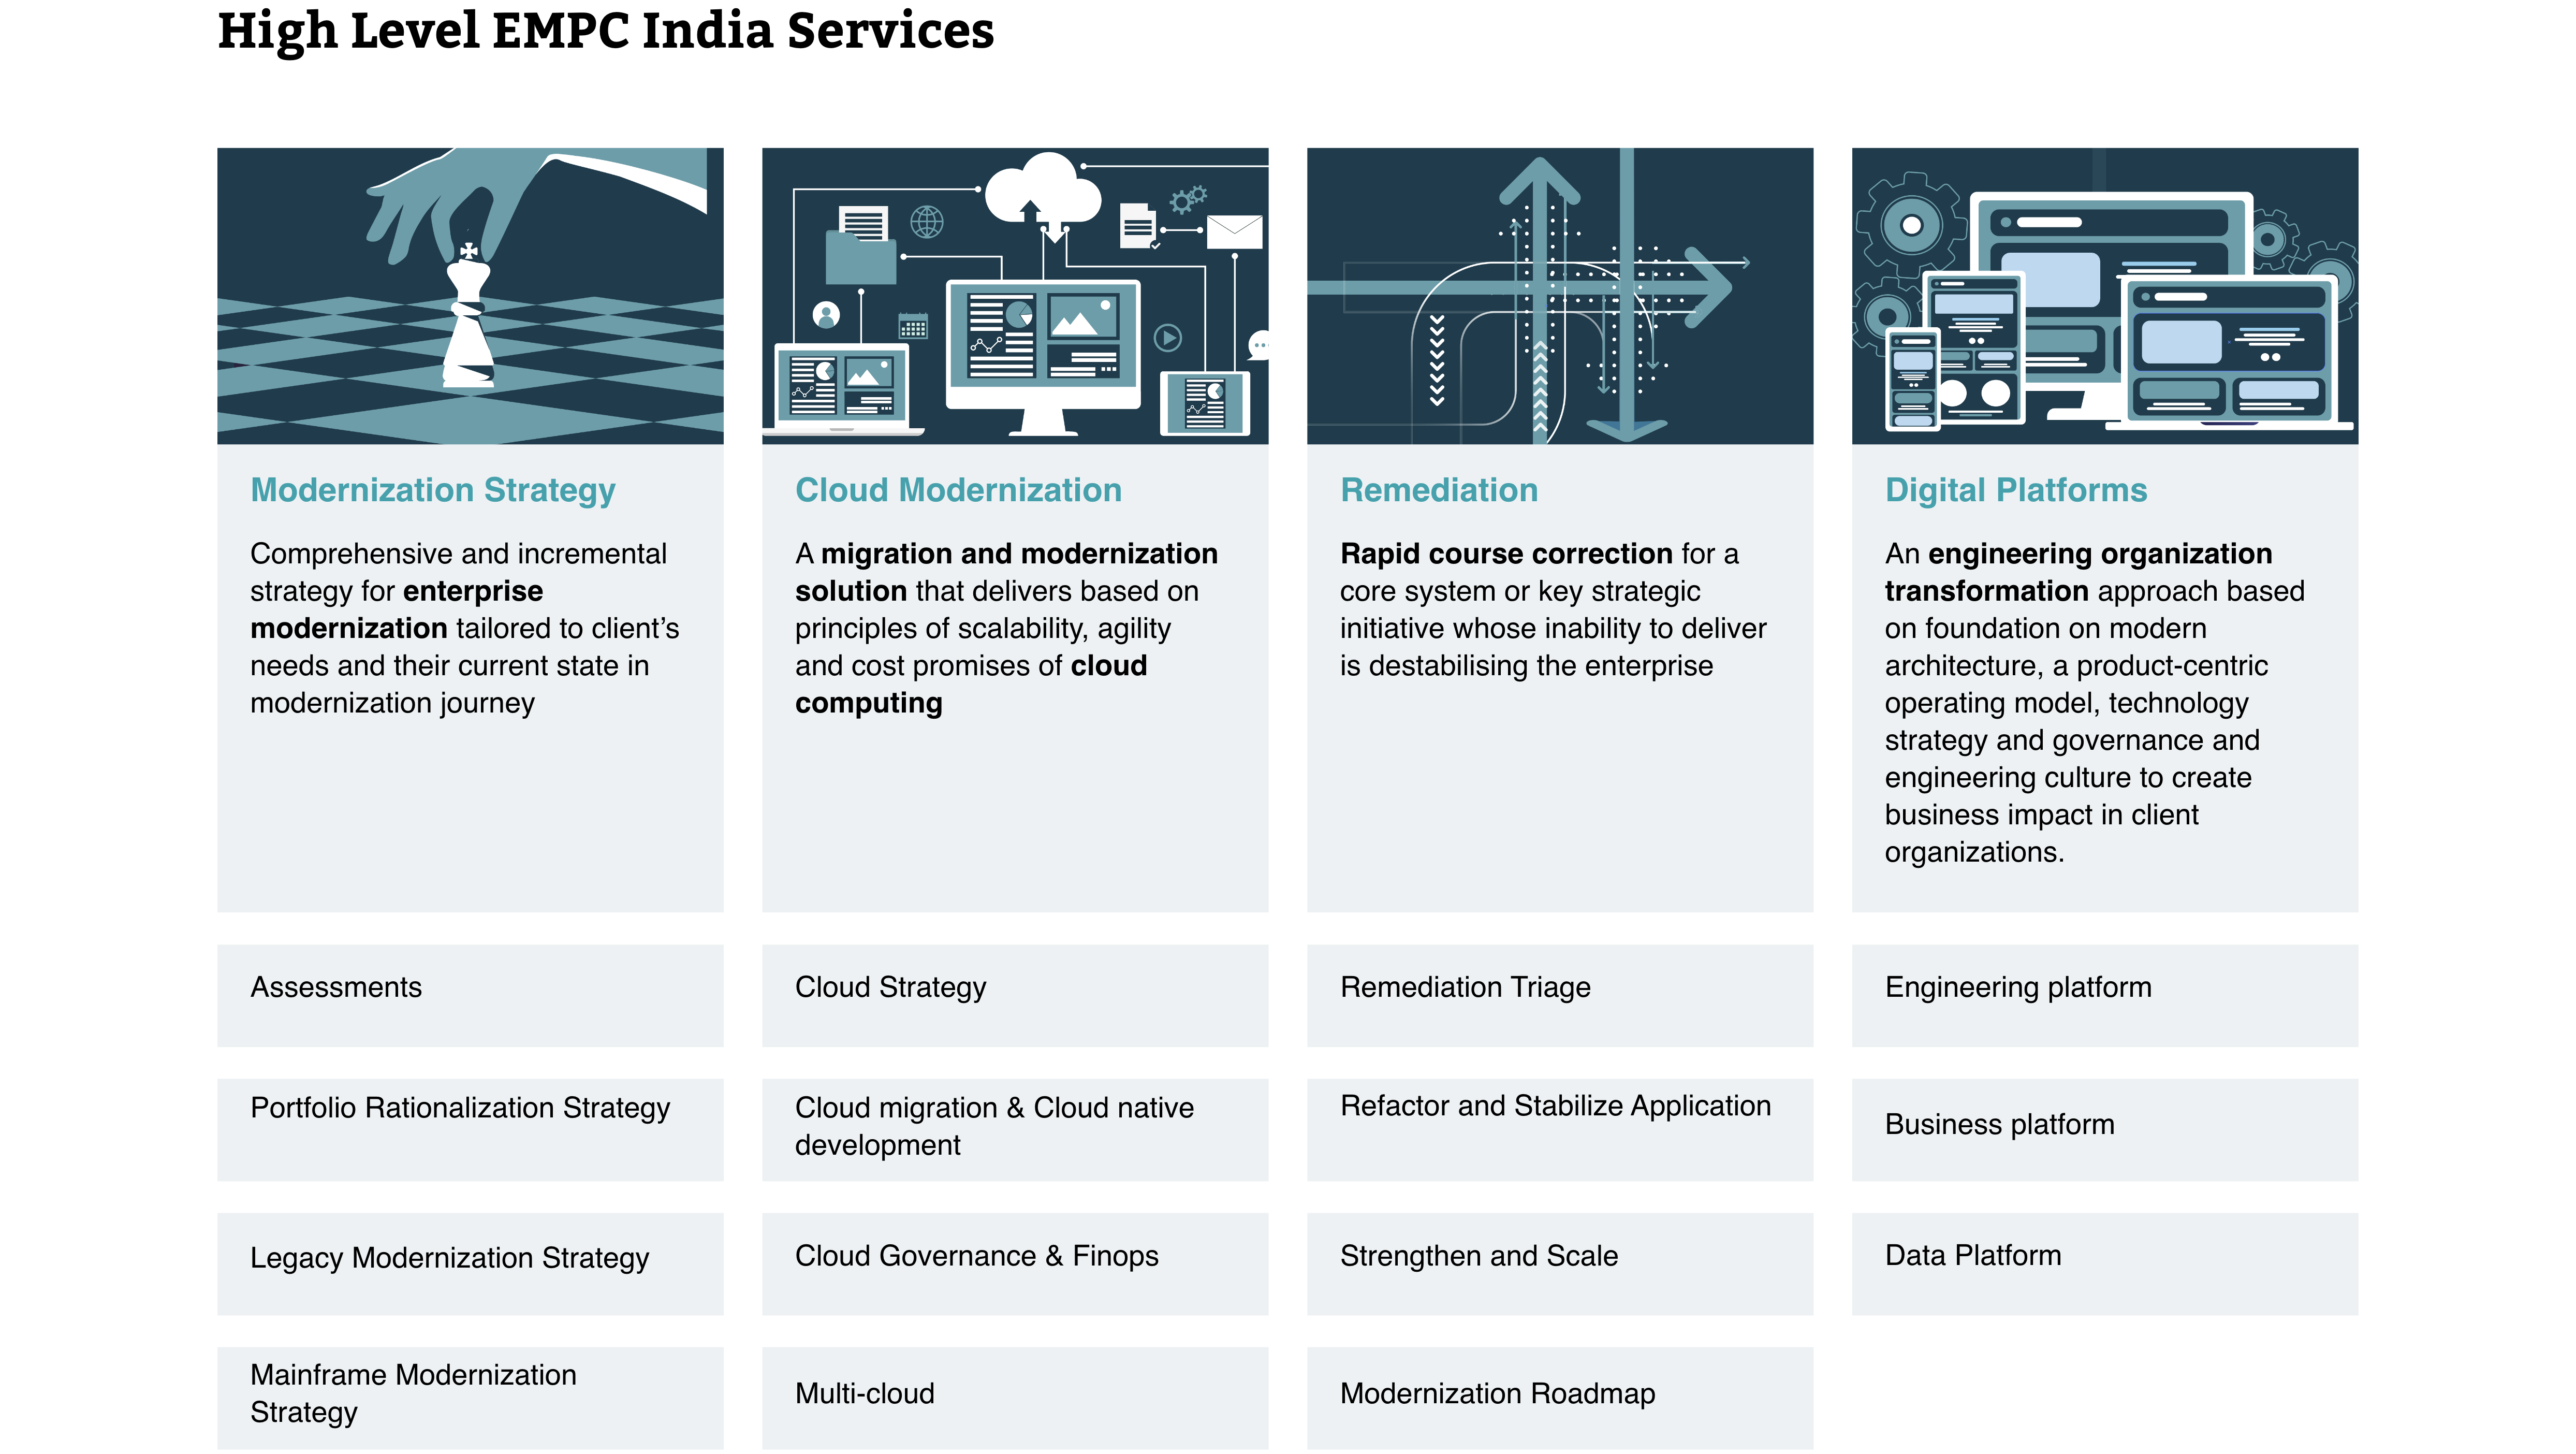 High Level EMPC India Services
Modernization Strategy
Comprehensive and incremental
strategy for enterprise
modernization tailored to client’s
needs and their current state in
modernization journey
Cloud Modernization
A migration and modernization
solution that delivers based on
principles of scalability, agility
and cost promises of cloud
computing
Remediation
Rapid course correction for a
core system or key strategic
initiative whose inability to deliver
is destabilising the enterprise
Digital Platforms
An engineering organization
transformation approach based
on foundation on modern
architecture, a product-centric
operating model, technology
strategy and governance and
engineering culture to create
business impact in client
organizations.
Assessments
Cloud Strategy
Remediation Triage
Engineering platform
Portfolio Rationalization Strategy
Cloud migration & Cloud native
development
Refactor and Stabilize Application
Business platform
Legacy Modernization Strategy
Cloud Governance & Finops
Strengthen and Scale
Data Platform
Mainframe Modernization
Strategy
Multi-cloud
Modernization Roadmap